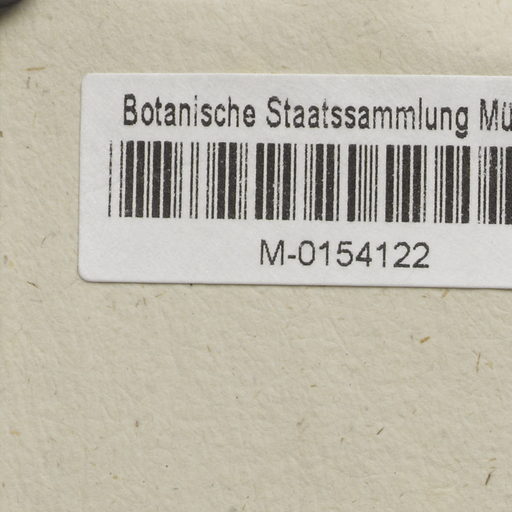 Botanische Staatssammlung Mü
M-0154122